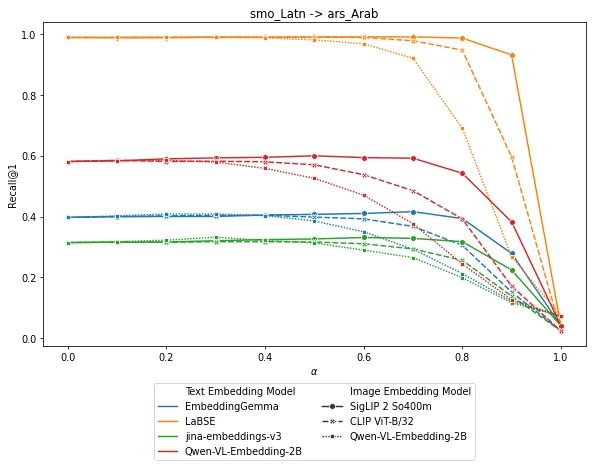 smo_Latn -> ars_Arab
1.0
0.8
0.6
0.4
0.2
0.0
Recall@1
0.0 0.2 0.4 0.6 0.8 1.0
α
Text Embedding Model Image Embedding Model
EmbeddingGemma SigLIP 2 So400m
LaBSE CLIP ViT-B/32
jina-embeddings-v3 Qwen-VL-Embedding-2B
Qwen-VL-Embedding-2B